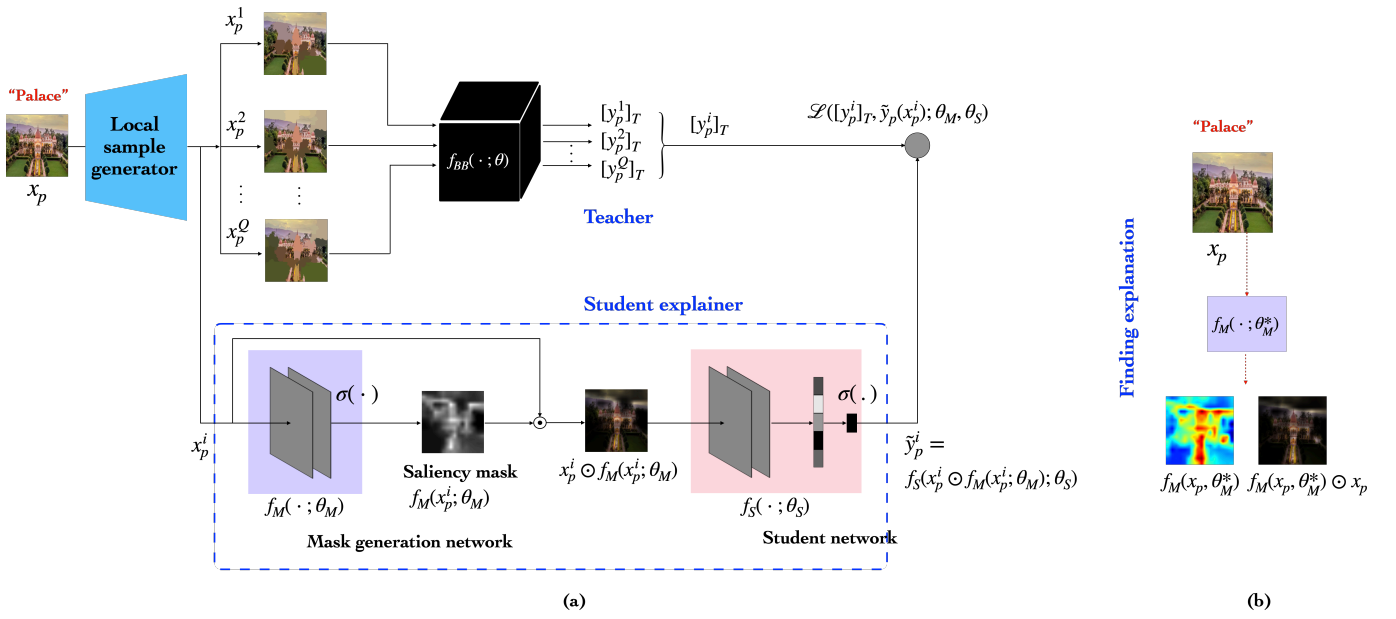 “Palace”
x_p
Local
sample
generator
x_p^1
x_p^2
⋮ ⋮
x_p^Q
f_{BB}( · ; θ)
[y_p^1]_T
[y_p^2]_T
⋮
[y_p^Q]_T
[y_p^i]_T
ℒ([y_p^i]_T, ỹ_p(x_p^i); θ_M, θ_S)
Teacher
Student explainer
x_p^i
σ( · )
f_M( · ; θ_M)
Mask generation network
Saliency mask
f_M(x_p^i; θ_M)
x_p^i ⊙ f_M(x_p^i; θ_M)
σ( . )
f_S( · ; θ_S)
Student network
ỹ_p^i =
f_S(x_p^i ⊙ f_M(x_p^i; θ_M); θ_S)
(a)
Finding explanation
“Palace”
x_p
f_M( · ; θ_M^*)
f_M(x_p, θ_M^*)
f_M(x_p, θ_M^*) ⊙ x_p
(b)